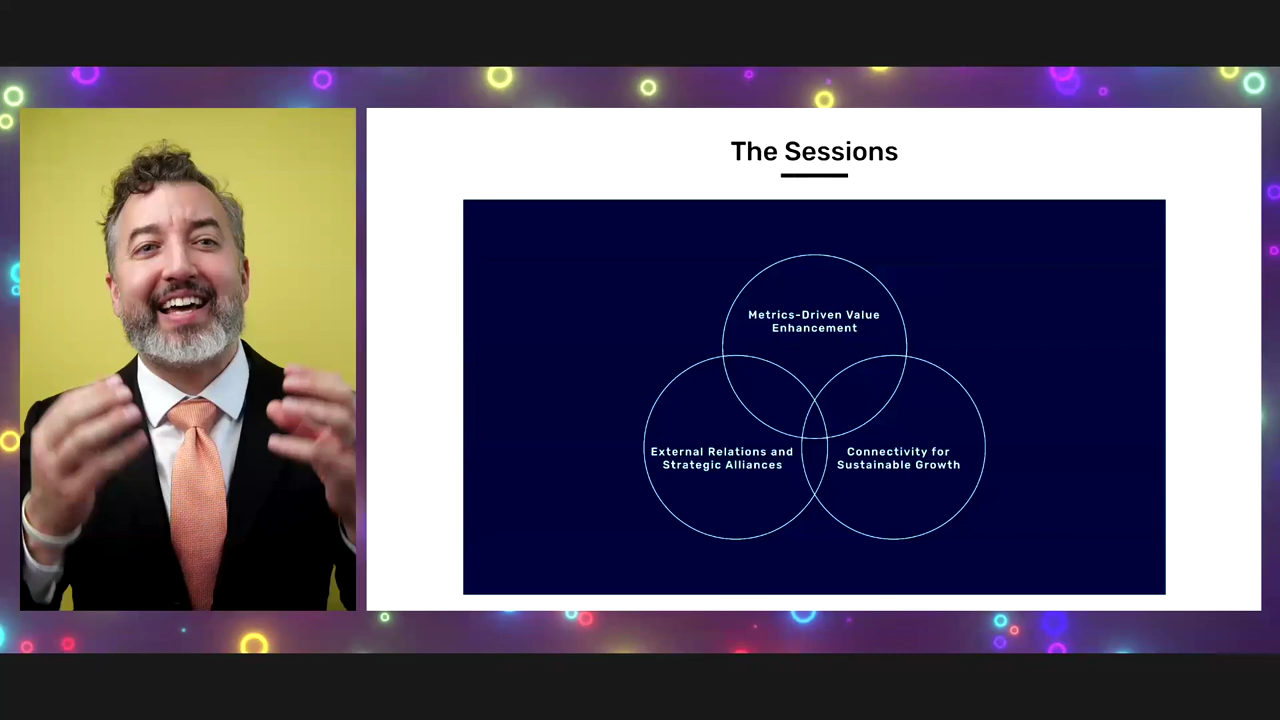 The Sessions
Metrics-Driven Value
Enhancement
External Relations and
Strategic Alliances
Connectivity for
Sustainable Growth